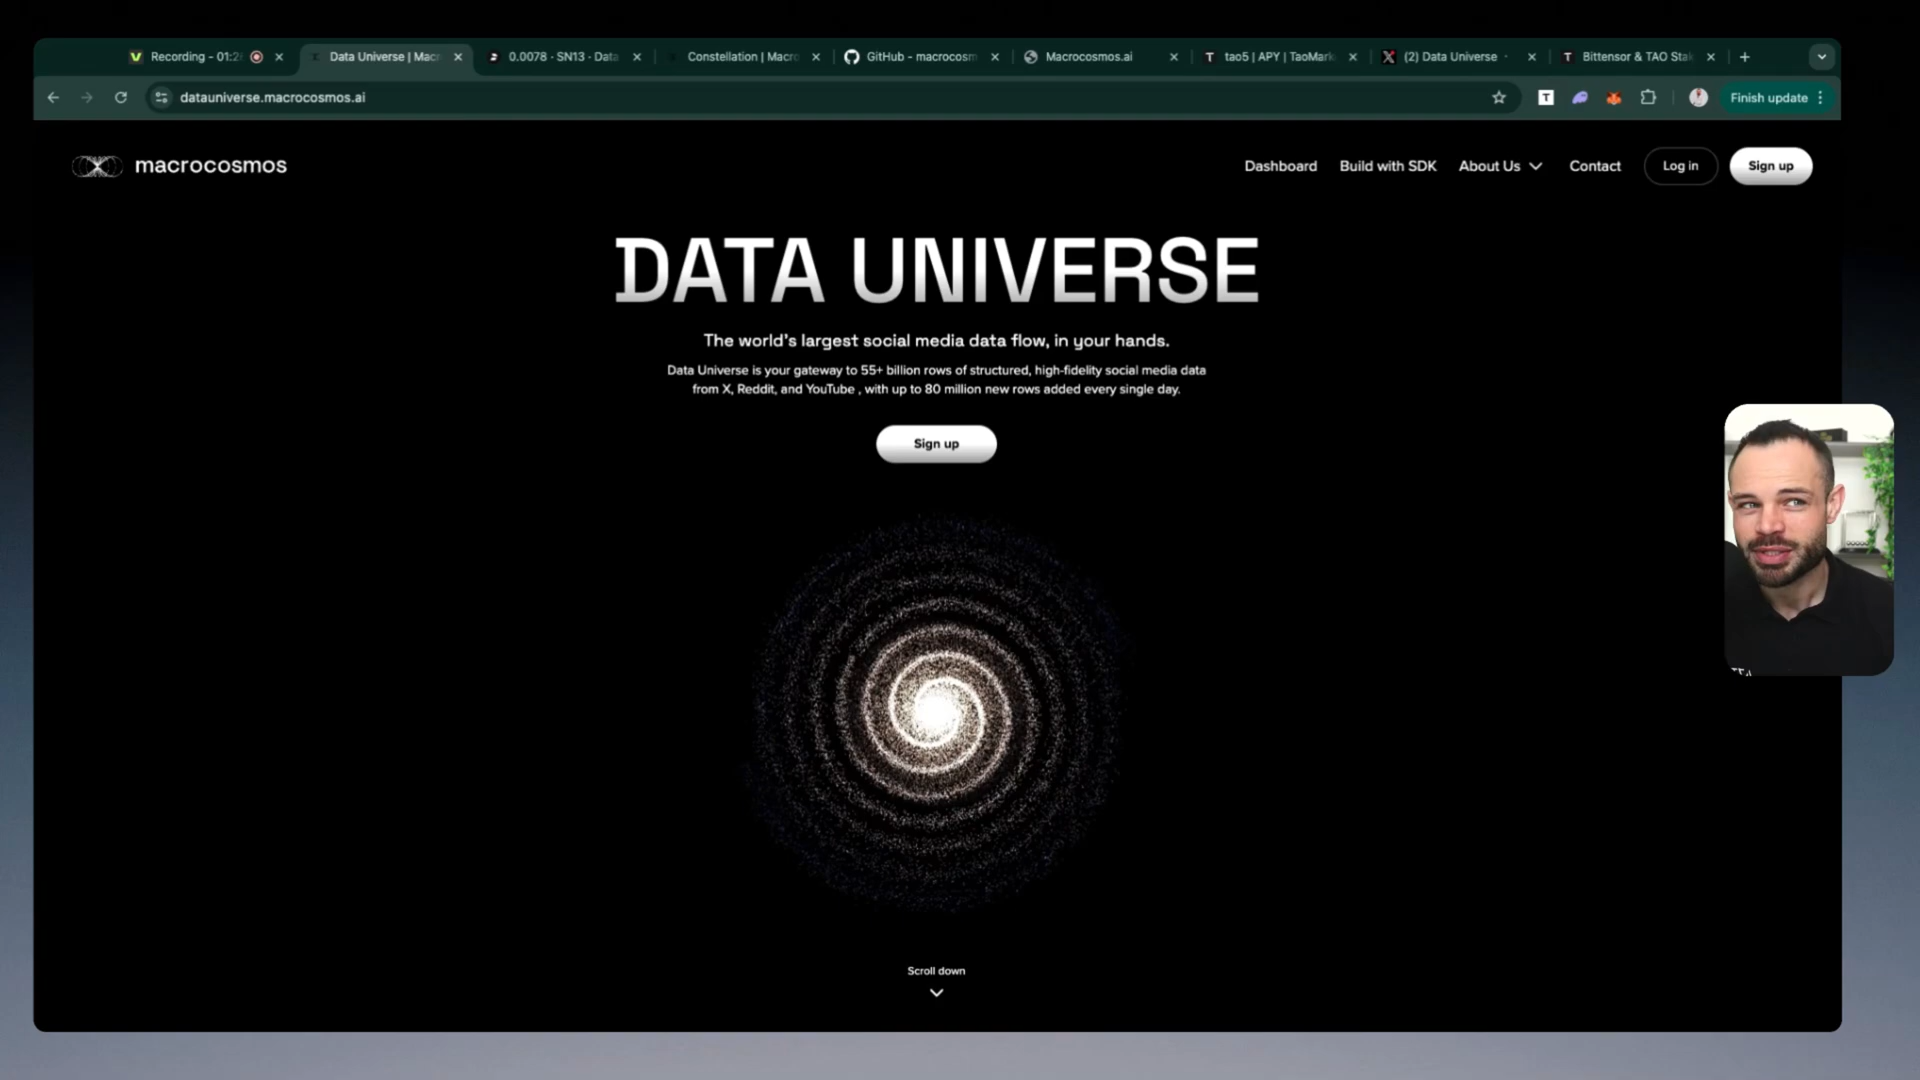 Recording - 01:2
Data Universe | Mac
0.0078 · SN13 · Data
Constellation | Macro
GitHub - macrocosm
Macrocosmos.ai
tao5 | APY | TaoMark
(2) Data Universe ·
Bittensor & TAO Sta
datauniverse.macrocosmos.ai
Finish update
macrocosmos
Dashboard
Build with SDK
About Us
Contact
Log in
Sign up
DATA UNIVERSE
The world's largest social media data flow, in your hands.
Data Universe is your gateway to 55+ billion rows of structured, high-fidelity social media data
from X, Reddit, and YouTube , with up to 80 million new rows added every single day.
Sign up
Scroll down